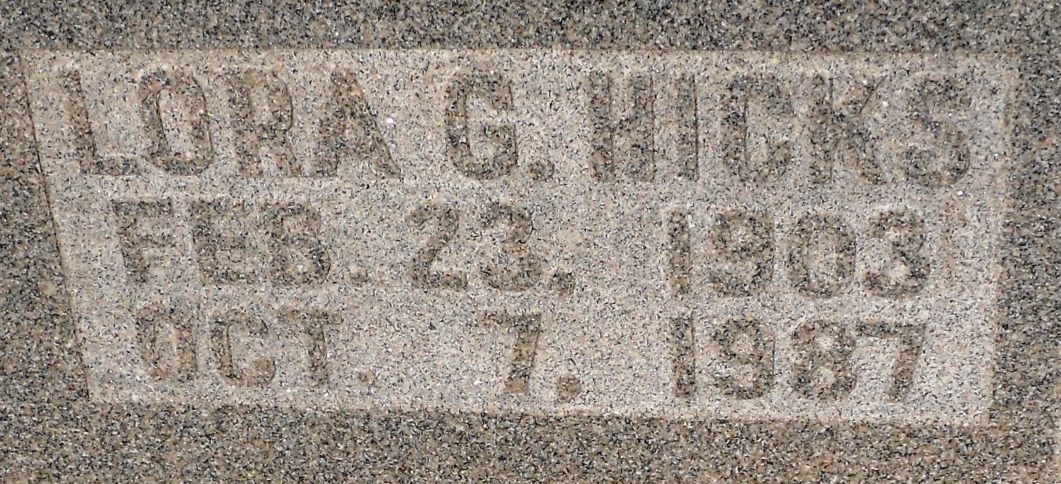 LORA G. HICKS
FEB. 23, 1903
OCT. 7. 1987